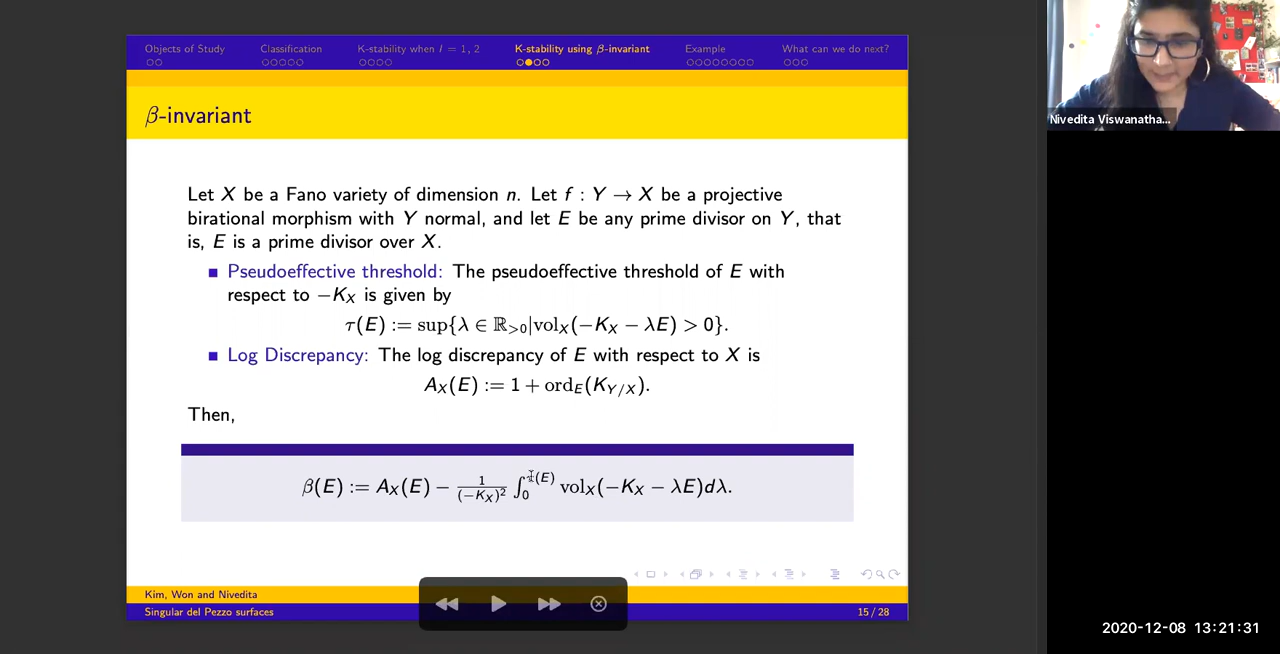 Objects of Study Classification K-stability when I = 1, 2 K-stability using β-invariant Example What can we do next?
β-invariant
Let X be a Fano variety of dimension n. Let f : Y → X be a projective
birational morphism with Y normal, and let E be any prime divisor on Y, that
is, E is a prime divisor over X.
Pseudoeffective threshold: The pseudoeffective threshold of E with
respect to −K_X is given by
τ(E) := sup{λ ∈ ℝ_{>0}|vol_X(−K_X − λE) > 0}.
Log Discrepancy: The log discrepancy of E with respect to X is
A_X(E) := 1 + ord_E(K_{Y/X}).
Then,
β(E) := A_X(E) − \frac{1}{(−K_X)^2} ∫_0^{τ(E)} vol_X(−K_X − λE)dλ.
Kim, Won and Nivedita
Singular del Pezzo surfaces 15 / 28
Nivedita Viswanatha...
2020-12-08 13:21:31